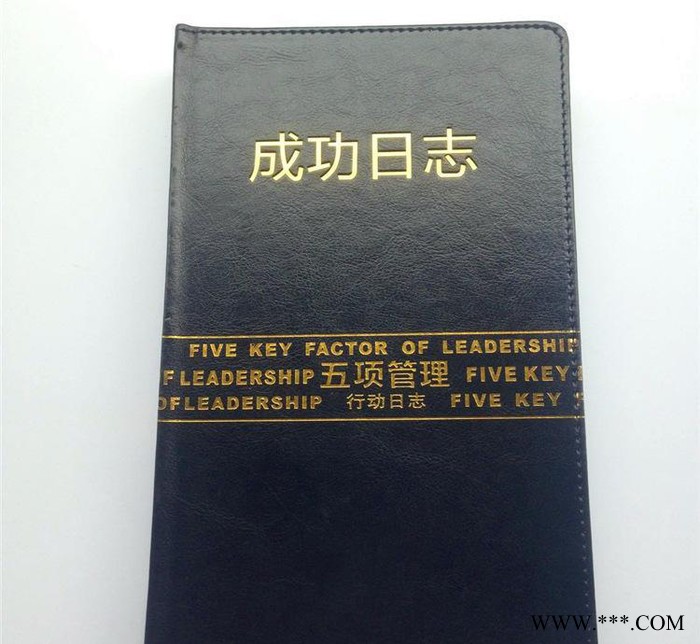 成功日志
FIVE KEY FACTOR OF LEADERSHIP
F LEADERSHIP 五项管理 FIVE KEY
OF LEADERSHIP 行动日志 FIVE KEY
WWW.***.COM